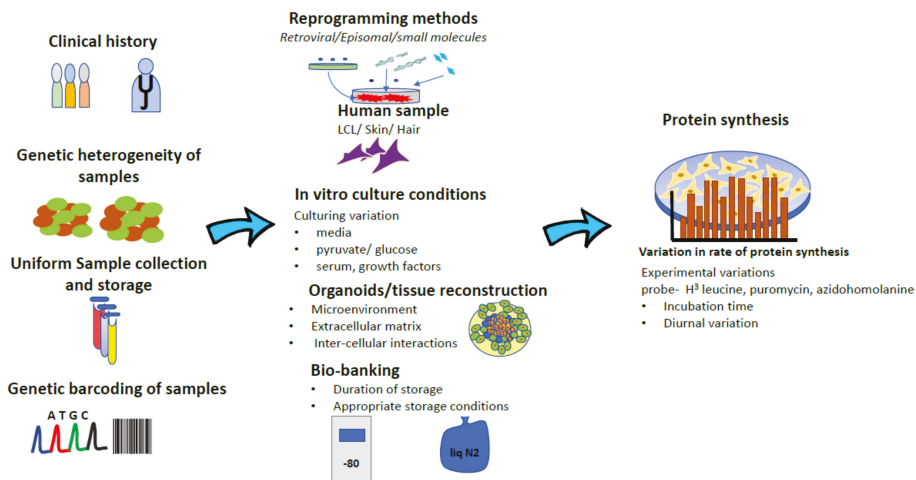 Clinical history
Genetic heterogeneity of
samples
Uniform Sample collection
and storage
Genetic barcoding of samples
A T G C
Reprogramming methods
Retroviral/Episomal/small molecules
Human sample
LCL/ Skin/ Hair
In vitro culture conditions
Culturing variation
• media
• pyruvate/ glucose
• serum, growth factors
Organoids/tissue reconstruction
• Microenvironment
• Extracellular matrix
• Inter-cellular interactions
Bio-banking
• Duration of storage
• Appropriate storage conditions
-80
liq N2
Protein synthesis
Variation in rate of protein synthesis
Experimental variations
probe- H³ leucine, puromycin, azidohomolanine
• Incubation time
• Diurnal variation